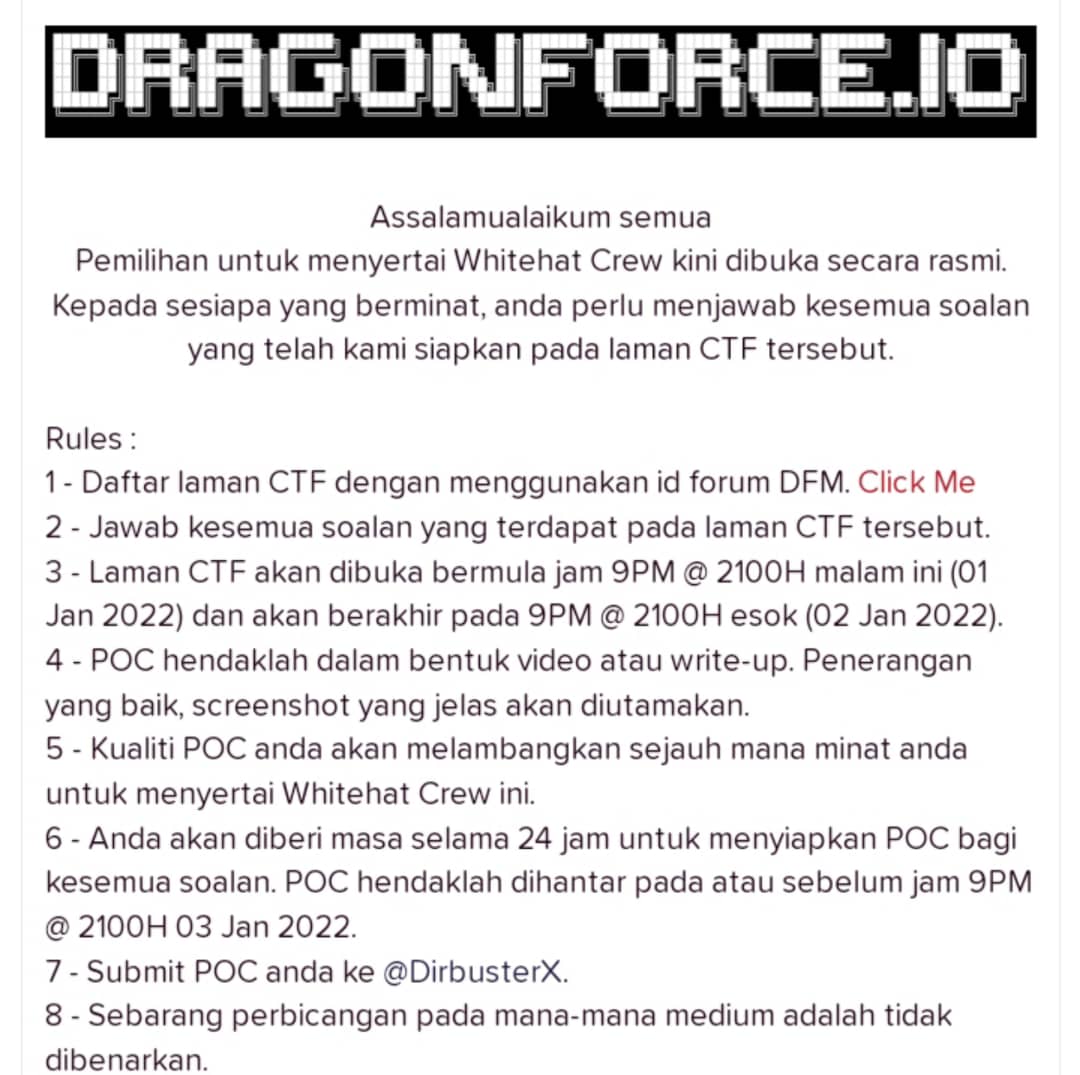 DRAGONFORCE.IO
Assalamualaikum semua
Pemilihan untuk menyertai Whitehat Crew kini dibuka secara rasmi.
Kepada sesiapa yang berminat, anda perlu menjawab kesemua soalan
yang telah kami siapkan pada laman CTF tersebut.
Rules :
1 - Daftar laman CTF dengan menggunakan id forum DFM. Click Me
2 - Jawab kesemua soalan yang terdapat pada laman CTF tersebut.
3 - Laman CTF akan dibuka bermula jam 9PM @ 2100H malam ini (01
Jan 2022) dan akan berakhir pada 9PM @ 2100H esok (02 Jan 2022).
4 - POC hendaklah dalam bentuk video atau write-up. Penerangan
yang baik, screenshot yang jelas akan diutamakan.
5 - Kualiti POC anda akan melambangkan sejauh mana minat anda
untuk menyertai Whitehat Crew ini.
6 - Anda akan diberi masa selama 24 jam untuk menyiapkan POC bagi
kesemua soalan. POC hendaklah dihantar pada atau sebelum jam 9PM
@ 2100H 03 Jan 2022.
7 - Submit POC anda ke @DirbusterX.
8 - Sebarang perbicangan pada mana-mana medium adalah tidak
dibenarkan.